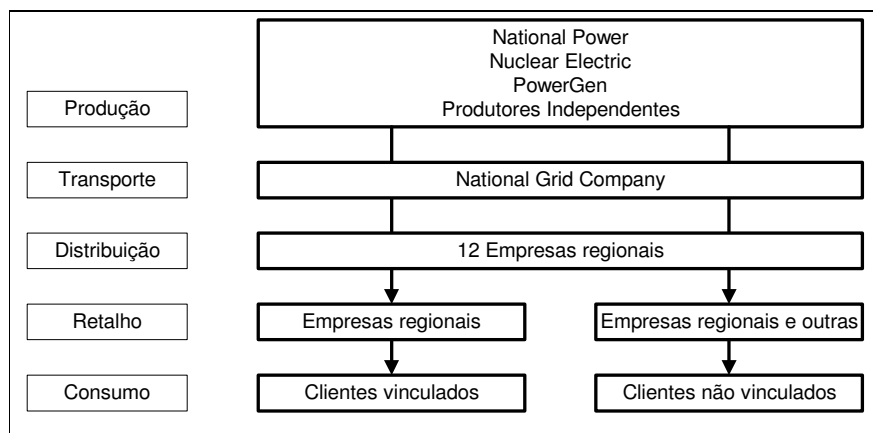 National Power
Nuclear Electric
PowerGen
Produção
Produtores Independentes
Transporte
National Grid Company
Distribuição
12 Empresas regionais
Retalho
Empresas regionais
Empresas regionais e outras
Consumo
Clientes vinculados
Clientes não vinculados